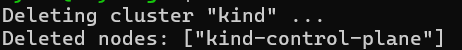 Deleting cluster "kind" ...
Deleted nodes: ["kind-control-plane"]